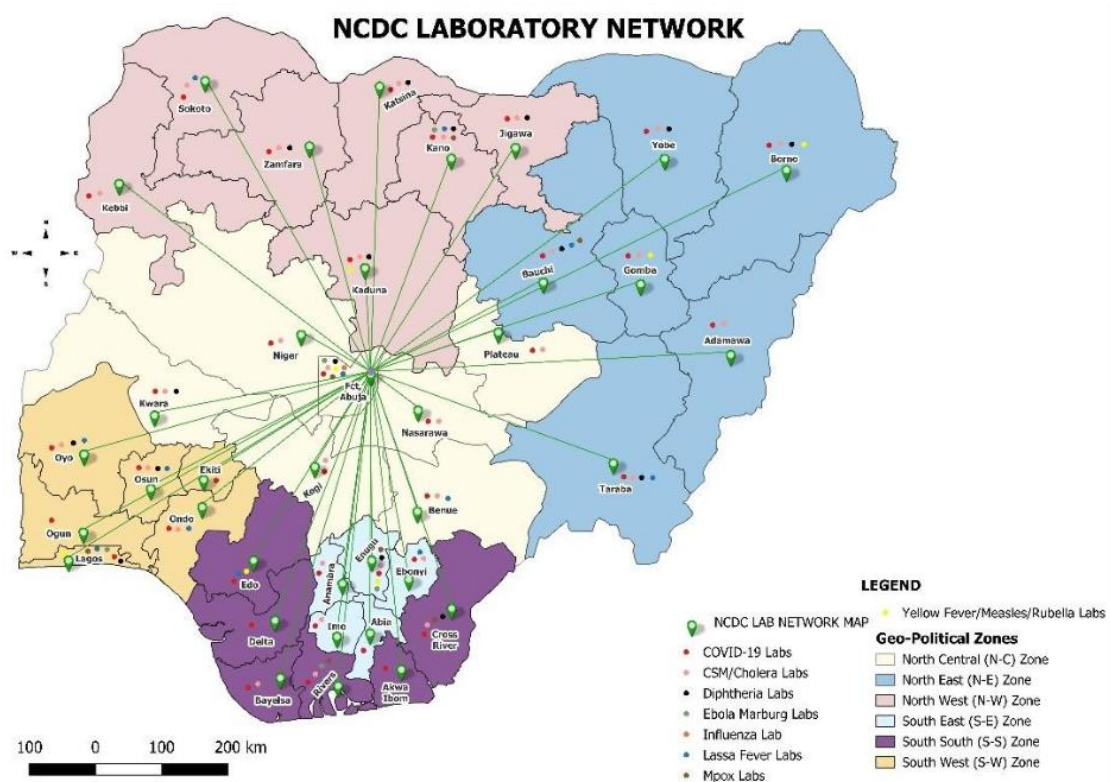 NCDC LABORATORY NETWORK
Sokoto
Katsina
Zamfara
Kano
Jigawa
Yobe
Borno
Kebbi
N
W
E
S
Kaduna
Bauchi
Gombe
Adamawa
Niger
Plateau
Fct, Abuja
Kwara
Nasarawa
Oyo
Osun
Ekiti
Kogi
Taraba
Ogun
Ondo
Benue
Lagos
Edo
Anambra
Enugu
Ebonyi
Delta
Imo
Abia
Cross
River
Bayelsa
Rivers
Akwa
Ibom
LEGEND
NCDC LAB NETWORK MAP
COVID-19 Labs
CSM/Cholera Labs
Diphtheria Labs
Ebola Marburg Labs
Influenza Lab
Lassa Fever Labs
Mpox Labs
Yellow Fever/Measles/Rubella Labs
Geo-Political Zones
North Central (N-C) Zone
North East (N-E) Zone
North West (N-W) Zone
South East (S-E) Zone
South South (S-S) Zone
South West (S-W) Zone
100 0 100 200 km